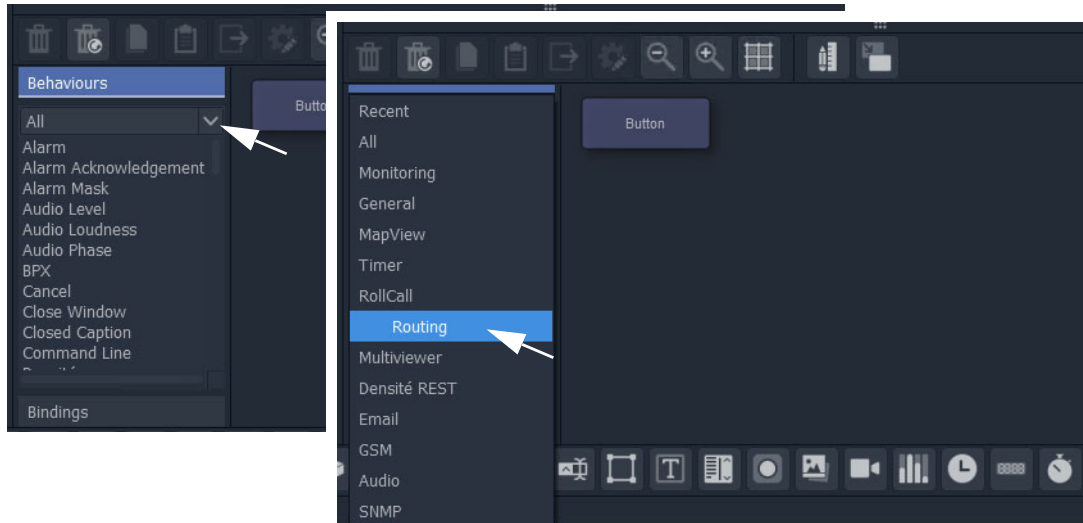 Behaviours
All
Alarm
Alarm Acknowledgement
Alarm Mask
Audio Level
Audio Loudness
Audio Phase
BPX
Cancel
Close Window
Closed Caption
Command Line
Bindings
Recent
All
Monitoring
General
MapView
Timer
RollCall
Routing
Multiviewer
Densité REST
Email
GSM
Audio
SNMP
Button
T
8888